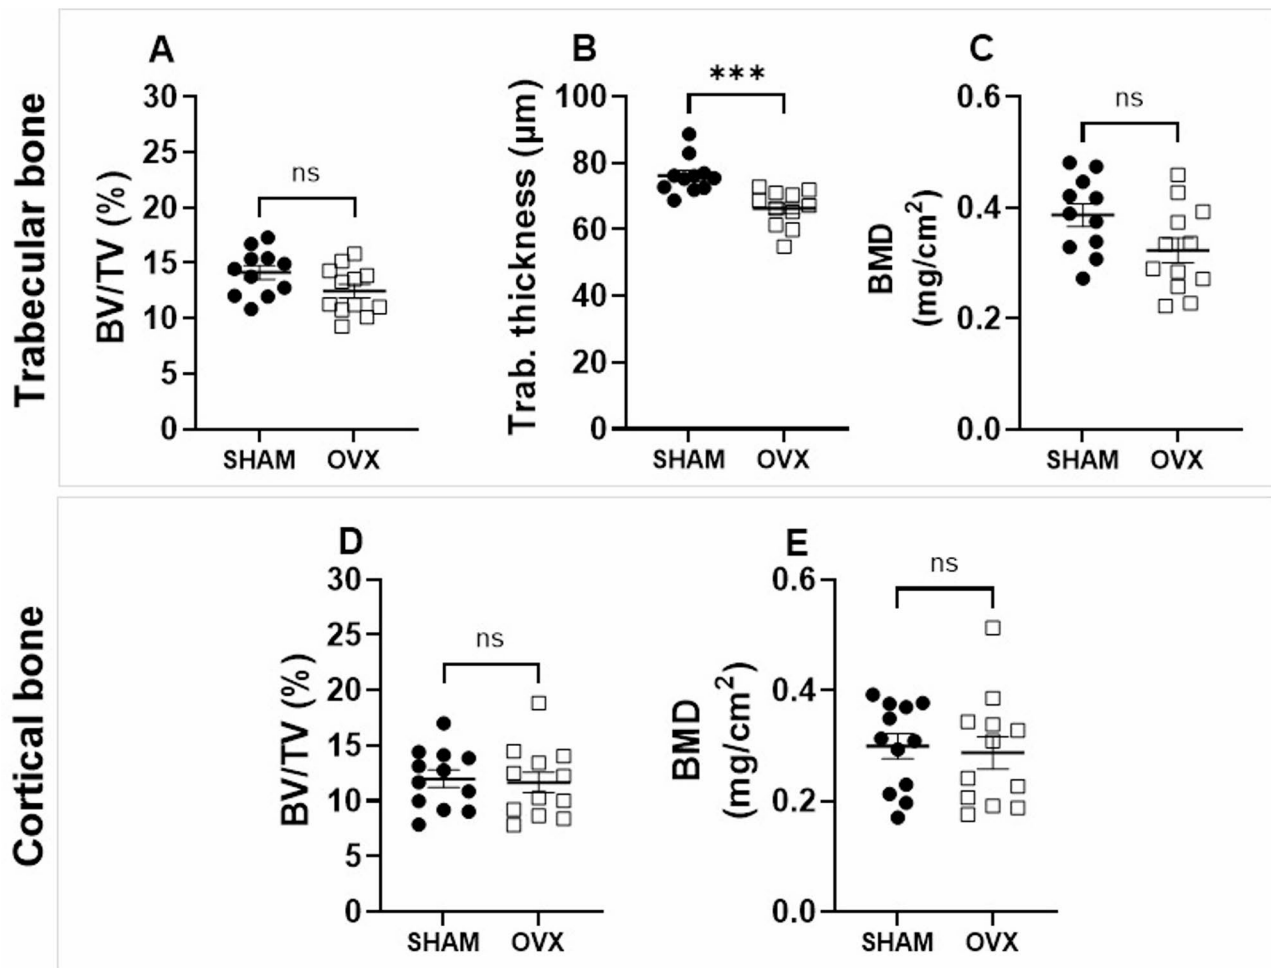 Trabecular bone
A
BV/TV (%)
30
25
20
15
10
5
0
ns
SHAM OVX
B
Trab. thickness (µm)
100
80
60
40
20
0
***
SHAM OVX
C
BMD
(mg/cm²)
0.6
0.4
0.2
0.0
ns
SHAM OVX
Cortical bone
D
BV/TV (%)
30
25
20
15
10
5
0
ns
SHAM OVX
E
BMD
(mg/cm²)
0.6
0.4
0.2
0.0
ns
SHAM OVX